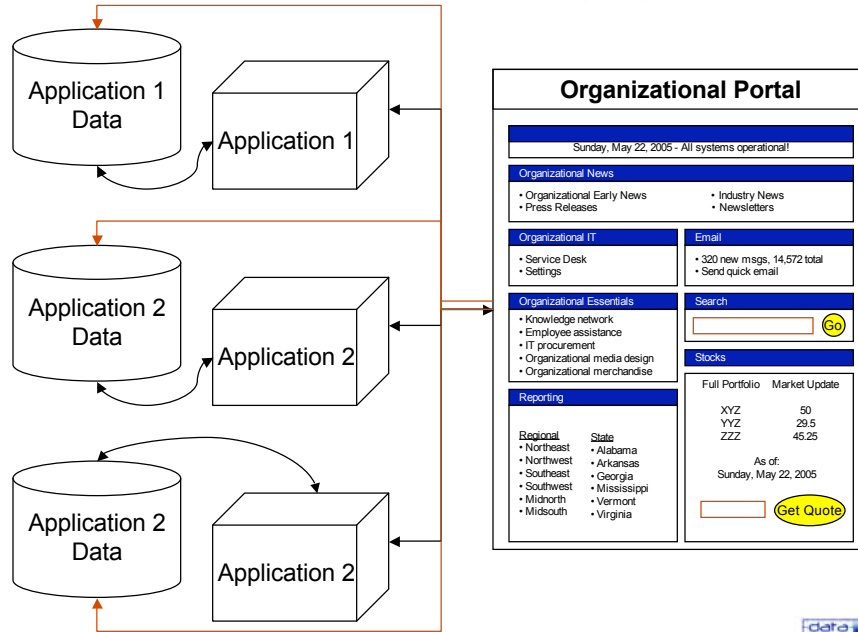 Application 1
Data
Application 1
Application 2
Data
Application 2
Application 2
Data
Application 2
Organizational Portal
Sunday, May 22, 2005 - All systems operational!
Organizational News
• Organizational Early News
• Press Releases
• Industry News
• Newsletters
Organizational IT
• Service Desk
• Settings
Email
• 320 new msgs, 14,572 total
• Send quick email
Organizational Essentials
• Knowledge network
• Employee assistance
• IT procurement
• Organizational media design
• Organizational merchandise
Search
Go
Reporting
Regional
• Northeast
• Northwest
• Southeast
• Southwest
• Midnorth
• Midsouth
State
• Alabama
• Arkansas
• Georgia
• Mississippi
• Vermont
• Virginia
Stocks
Full Portfolio Market Update
XYZ 50
YYZ 29.5
ZZZ 45.25
As of:
Sunday, May 22, 2005
Get Quote
data